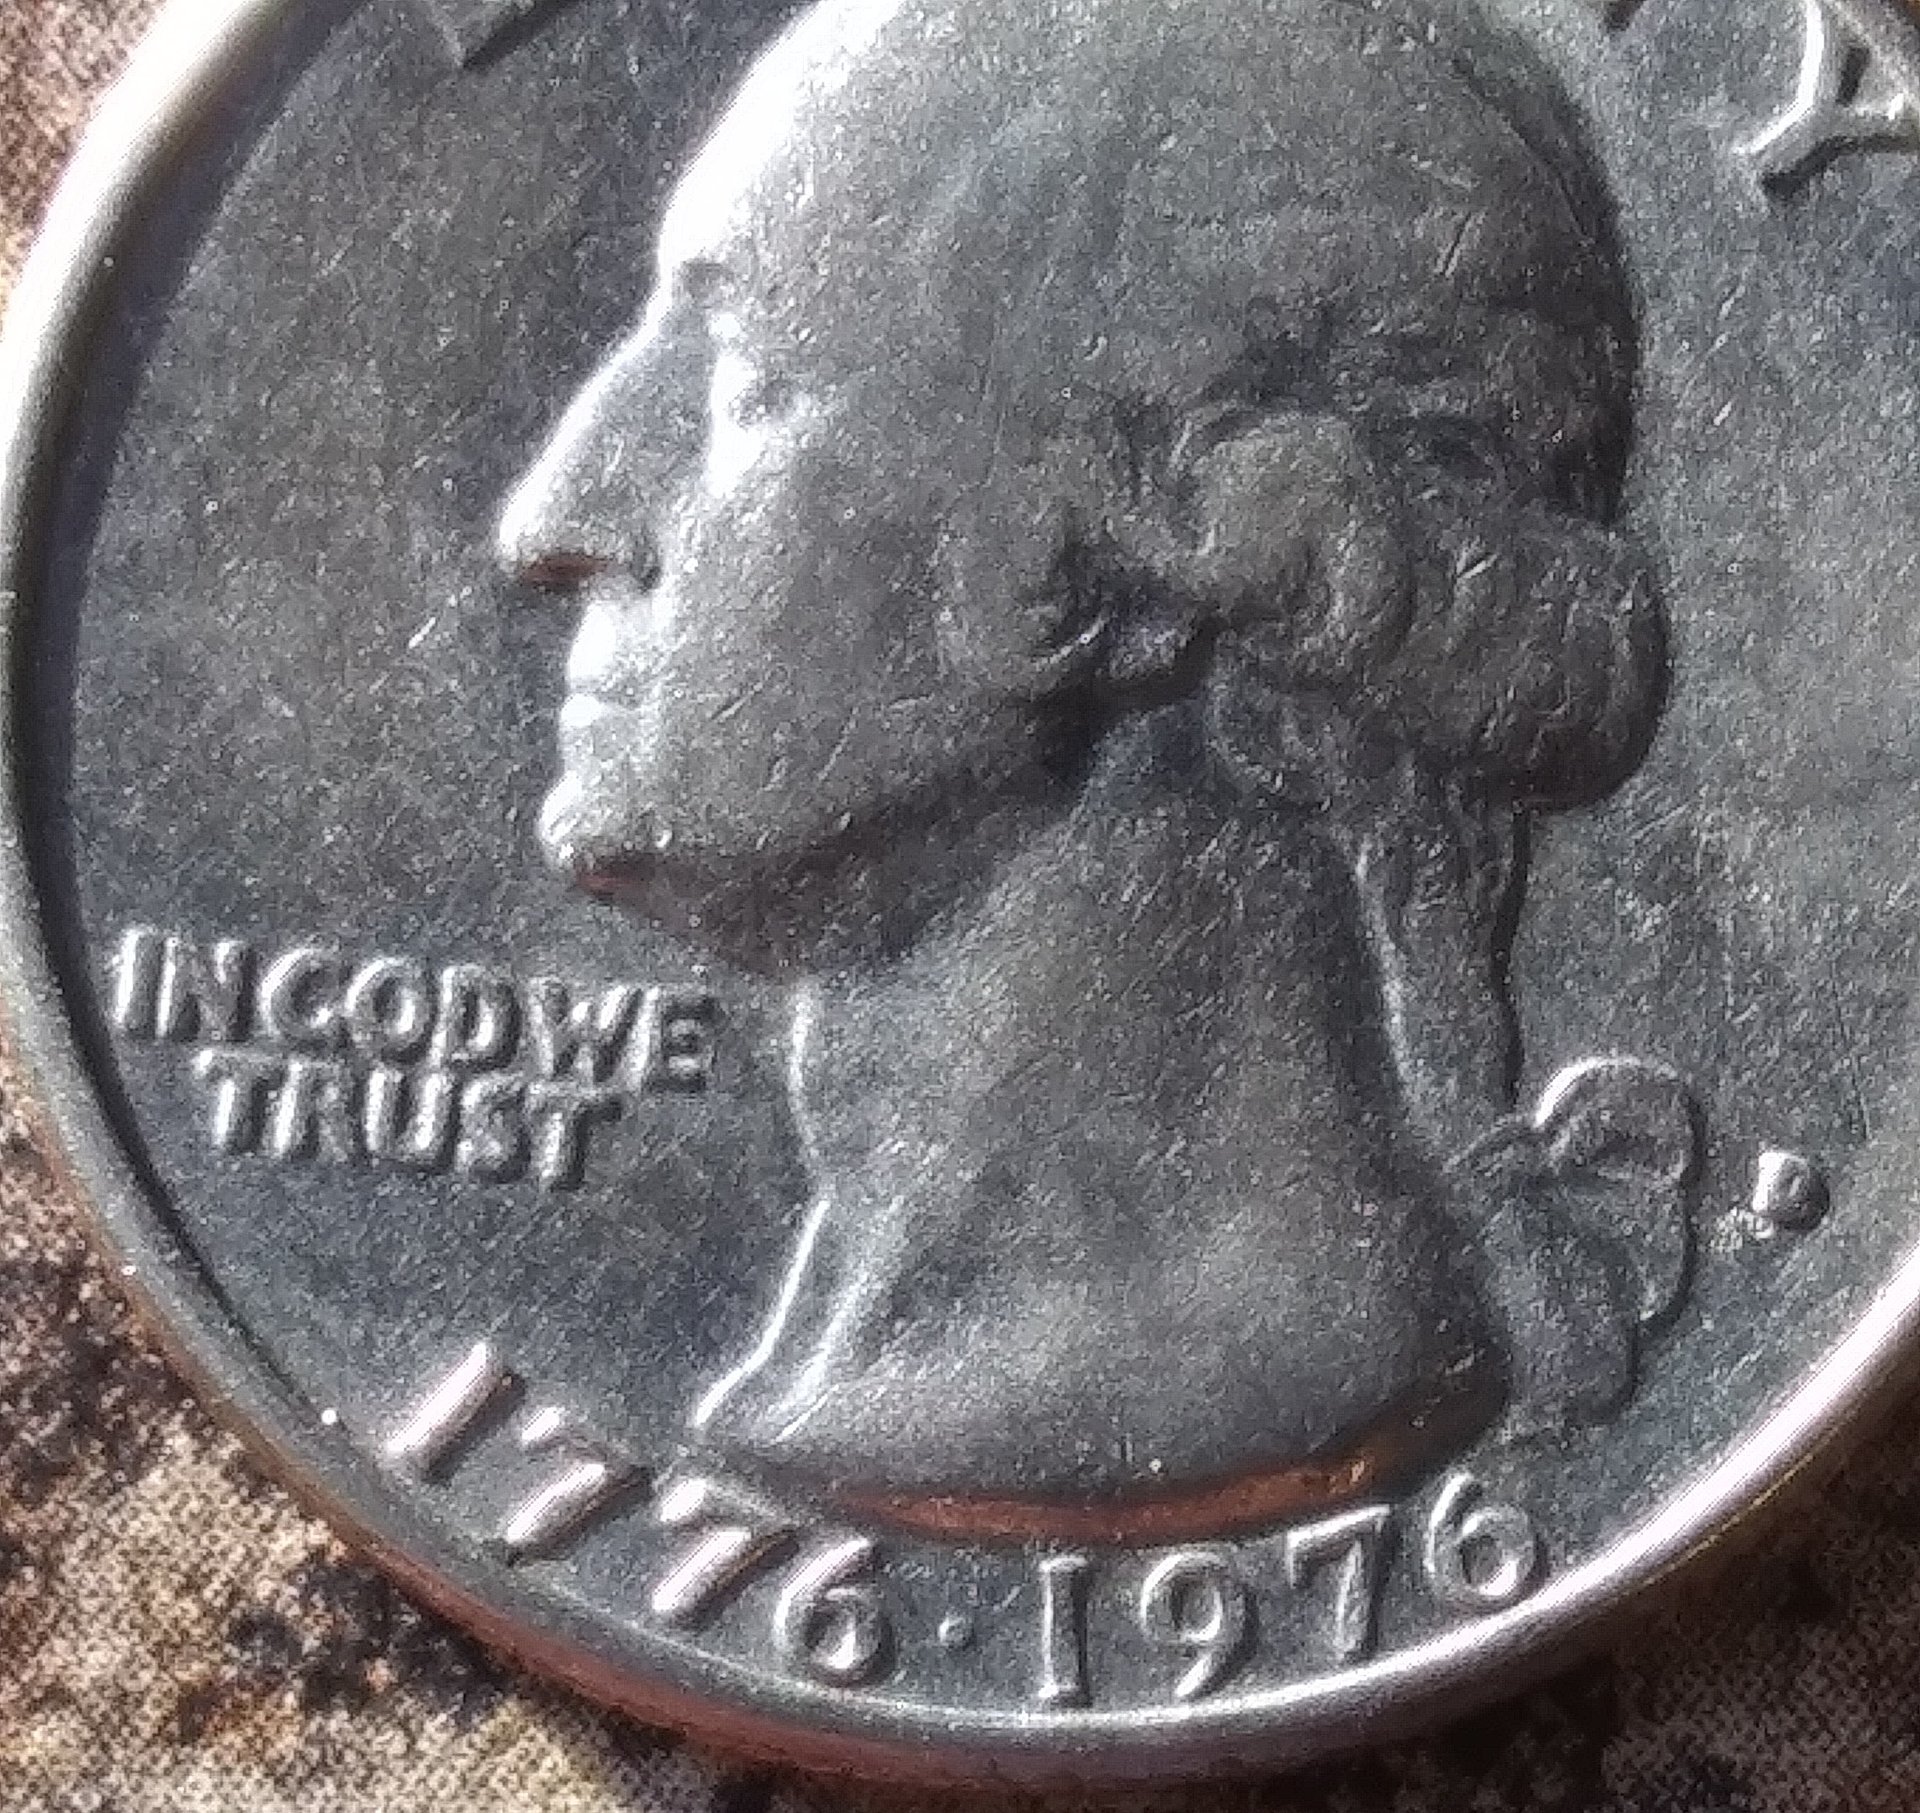 Y
IN GOD WE
TRUST
D
1776 · 1976